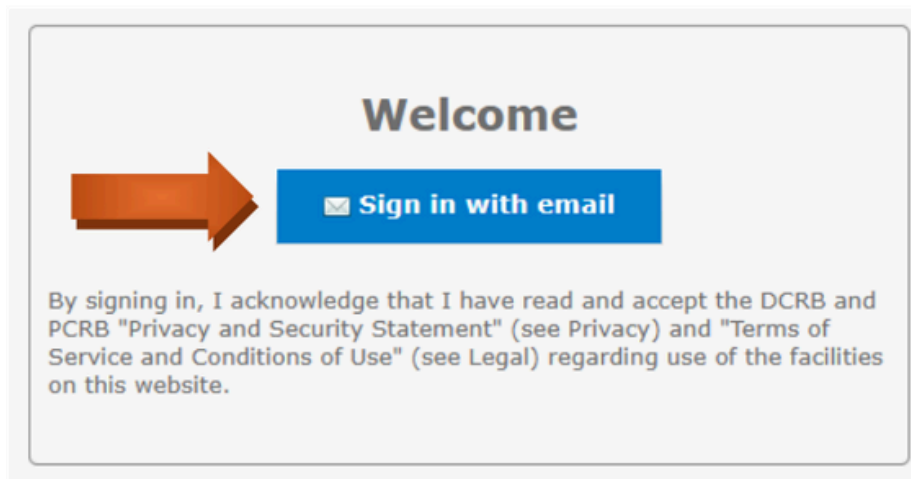 Welcome
Sign in with email
By signing in, I acknowledge that I have read and accept the DCRB and
PCRB "Privacy and Security Statement" (see Privacy) and "Terms of
Service and Conditions of Use" (see Legal) regarding use of the facilities
on this website.